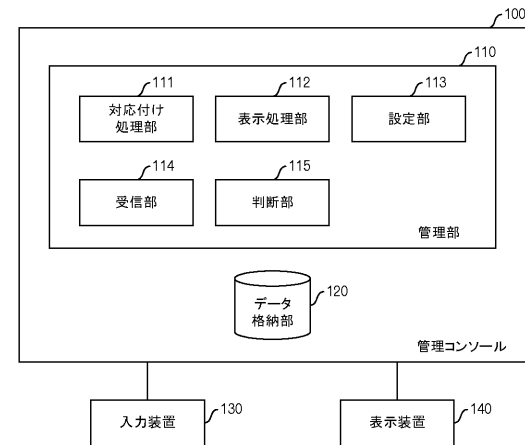 100
110
111
対応付け
処理部
112
表示処理部
113
設定部
114
受信部
115
判断部
管理部
データ
格納部
120
管理コンソール
入力装置
130
表示装置
140